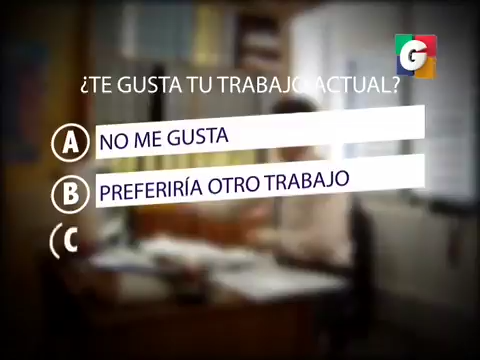 G
¿TE GUSTA TU TRABAJO ACTUAL?
A NO ME GUSTA
B PREFERIRÍA OTRO TRABAJO
C